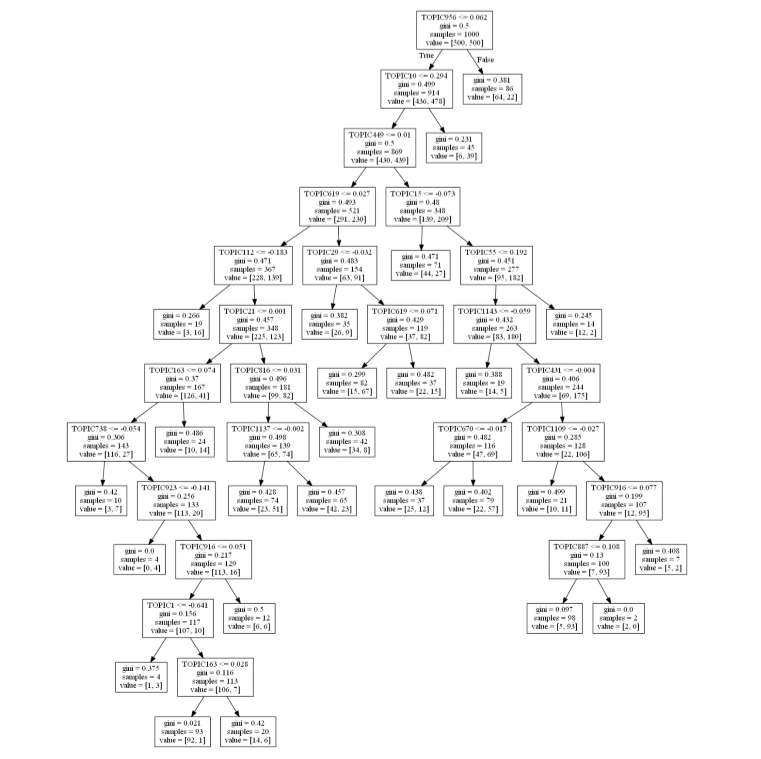 TOPIC956 <= 0.062
gini = 0.5
samples = 1000
value = [500, 500]
True
False
TOPIC10 <= 0.294
gini = 0.499
samples = 914
value = [436, 478]
gini = 0.381
samples = 86
value = [64, 22]
TOPIC449 <= 0.01
gini = 0.5
samples = 869
value = [430, 439]
gini = 0.231
samples = 45
value = [6, 39]
TOPIC619 <= 0.027
gini = 0.493
samples = 521
value = [291, 230]
TOPIC15 <= -0.073
gini = 0.48
samples = 348
value = [139, 209]
TOPIC112 <= -0.183
gini = 0.471
samples = 367
value = [228, 139]
TOPIC29 <= -0.032
gini = 0.483
samples = 154
value = [63, 91]
gini = 0.471
samples = 71
value = [44, 27]
TOPIC55 <= 0.192
gini = 0.451
samples = 277
value = [95, 182]
gini = 0.266
samples = 19
value = [3, 16]
TOPIC21 <= 0.001
gini = 0.457
samples = 348
value = [225, 123]
gini = 0.382
samples = 35
value = [26, 9]
TOPIC619 <= 0.071
gini = 0.429
samples = 119
value = [37, 82]
TOPIC1143 <= -0.059
gini = 0.432
samples = 263
value = [83, 180]
gini = 0.245
samples = 14
value = [12, 2]
TOPIC163 <= 0.074
gini = 0.37
samples = 167
value = [126, 41]
TOPIC816 <= 0.031
gini = 0.496
samples = 181
value = [99, 82]
gini = 0.299
samples = 82
value = [15, 67]
gini = 0.482
samples = 37
value = [22, 15]
gini = 0.388
samples = 19
value = [14, 5]
TOPIC431 <= -0.004
gini = 0.406
samples = 244
value = [69, 175]
TOPIC738 <= -0.054
gini = 0.306
samples = 143
value = [116, 27]
gini = 0.486
samples = 24
value = [10, 14]
TOPIC1137 <= -0.002
gini = 0.498
samples = 139
value = [65, 74]
gini = 0.308
samples = 42
value = [34, 8]
TOPIC670 <= -0.017
gini = 0.482
samples = 116
value = [47, 69]
TOPIC1109 <= -0.027
gini = 0.285
samples = 128
value = [22, 106]
gini = 0.42
samples = 10
value = [3, 7]
TOPIC923 <= -0.141
gini = 0.256
samples = 133
value = [113, 20]
gini = 0.428
samples = 74
value = [23, 51]
gini = 0.457
samples = 65
value = [42, 23]
gini = 0.438
samples = 37
value = [25, 12]
gini = 0.402
samples = 79
value = [22, 57]
gini = 0.499
samples = 21
value = [10, 11]
TOPIC916 <= 0.077
gini = 0.199
samples = 107
value = [12, 95]
gini = 0.0
samples = 4
value = [0, 4]
TOPIC916 <= 0.051
gini = 0.217
samples = 129
value = [113, 16]
TOPIC887 <= 0.108
gini = 0.13
samples = 100
value = [7, 93]
gini = 0.408
samples = 7
value = [5, 2]
TOPIC1 <= -0.641
gini = 0.156
samples = 117
value = [107, 10]
gini = 0.5
samples = 12
value = [6, 6]
gini = 0.097
samples = 98
value = [5, 93]
gini = 0.0
samples = 2
value = [2, 0]
gini = 0.375
samples = 4
value = [1, 3]
TOPIC163 <= 0.028
gini = 0.116
samples = 113
value = [106, 7]
gini = 0.021
samples = 93
value = [92, 1]
gini = 0.42
samples = 20
value = [14, 6]